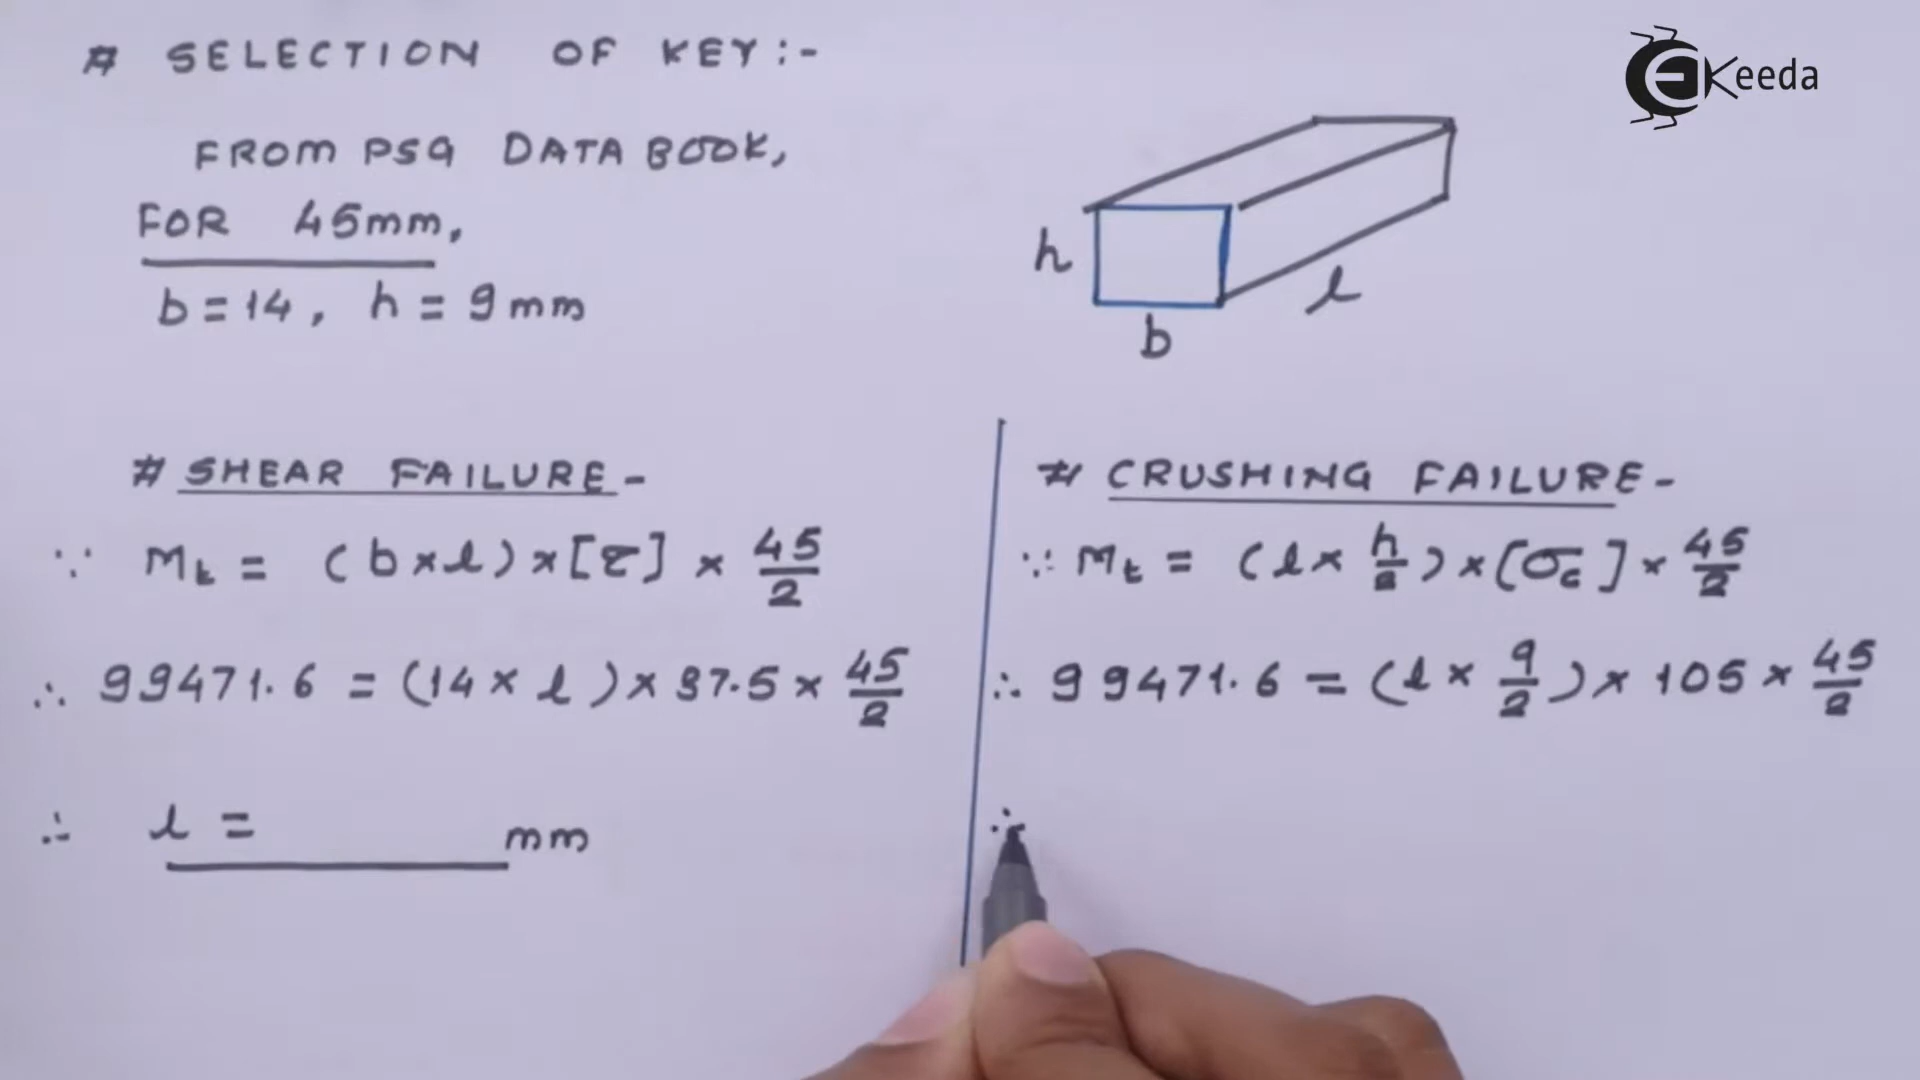 # SELECTION OF KEY:-
EKeeda
FROM PSG DATA BOOK,
FOR 45mm,
b = 14, h = 9 mm
h
l
b
# SHEAR FAILURE -
∵ Mt = (b×l) × [τ] × 45/2
∴ 99471.6 = (14 × l) × 37.5 × 45/2
∴ l = mm
# CRUSHING FAILURE -
∵ Mt = (l × h/2) × [σc] × 45/2
∴ 99471.6 = (l × 9/2) × 105 × 45/2
∴